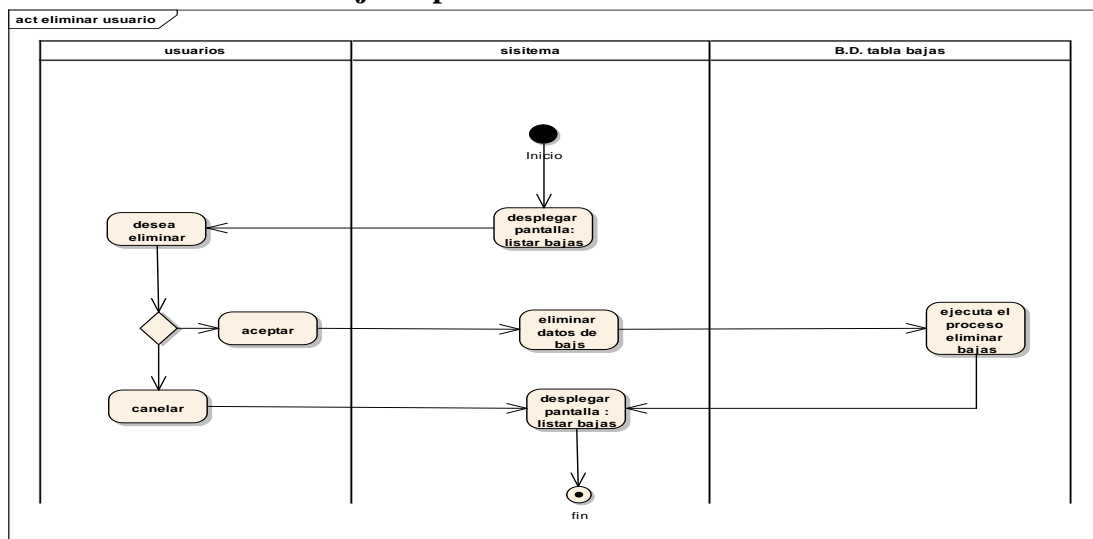 act eliminar usuario
usuarios
sisitema
B.D. tabla bajas
Inicio
desea
eliminar
desplegar
pantalla:
listar bajas
aceptar
eliminar
datos de
bajs
ejecuta el
proceso
eliminar
bajas
canelar
desplegar
pantalla :
listar bajas
fin